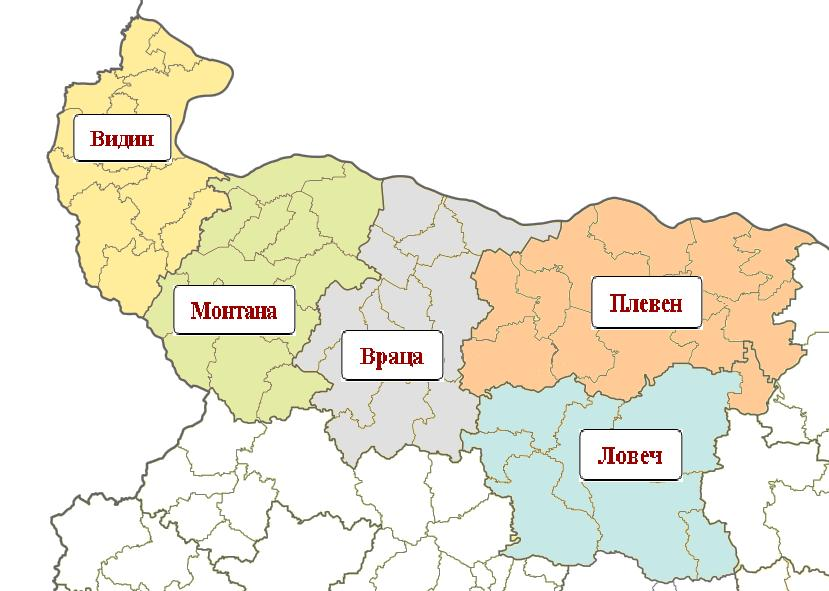 Видин
Монтана
Враца
Плевен
Ловеч